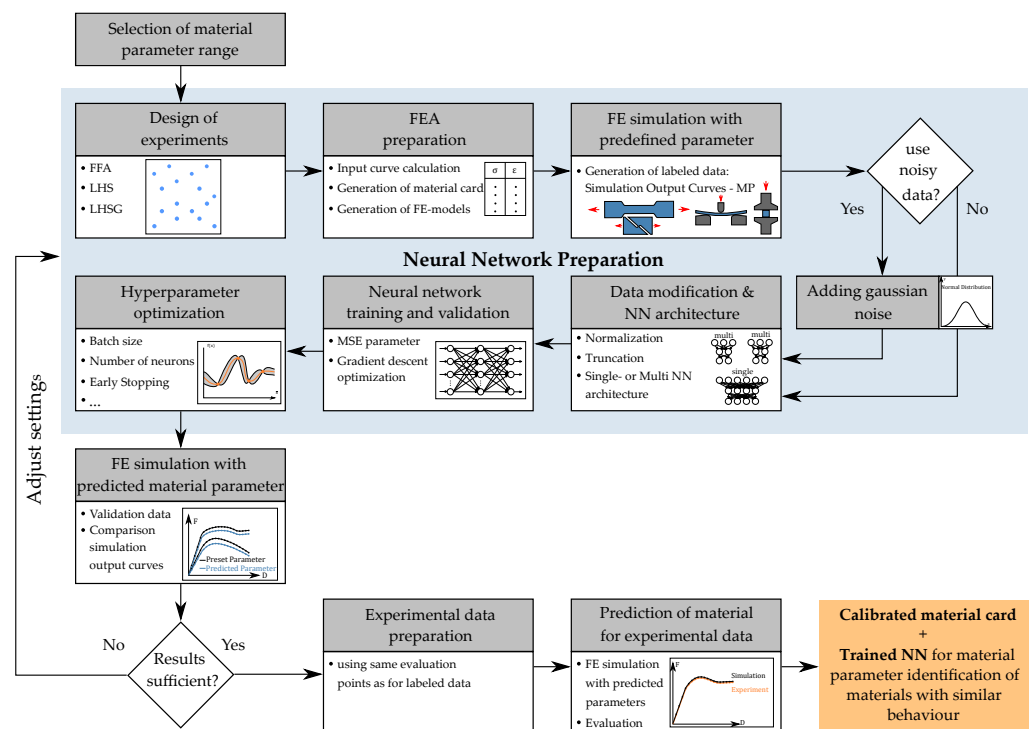 Selection of material
parameter range
Design of
experiments
• FFA
• LHS
• LHSG
FEA
preparation
• Input curve calculation
• Generation of material card
• Generation of FE-models
σ ε
FE simulation with
predefined parameter
• Generation of labeled data:
Simulation Output Curves - MP
use
noisy
data?
Yes
No
Neural Network Preparation
Adding gaussian
noise
Normal Distribution
Data modification &
NN architecture
• Normalization
• Truncation
• Single- or Multi NN
architecture
multi multi
single
Neural network
training and validation
• MSE parameter
• Gradient descent
optimization
Hyperparameter
optimization
• Batch size
• Number of neurons
• Early Stopping
• ...
Adjust settings
FE simulation with
predicted material parameter
• Validation data
• Comparison
simulation
output curves
F
Preset Parameter
Predicted Parameter
D
No
Yes
Results
sufficient?
Experimental data
preparation
• using same evaluation
points as for labeled data
Prediction of material
for experimental data
• FE simulation
with predicted
parameters
• Evaluation
F
Simulation
Experiment
D
Calibrated material card
+
Trained NN for material
parameter identification of
materials with similar
behaviour